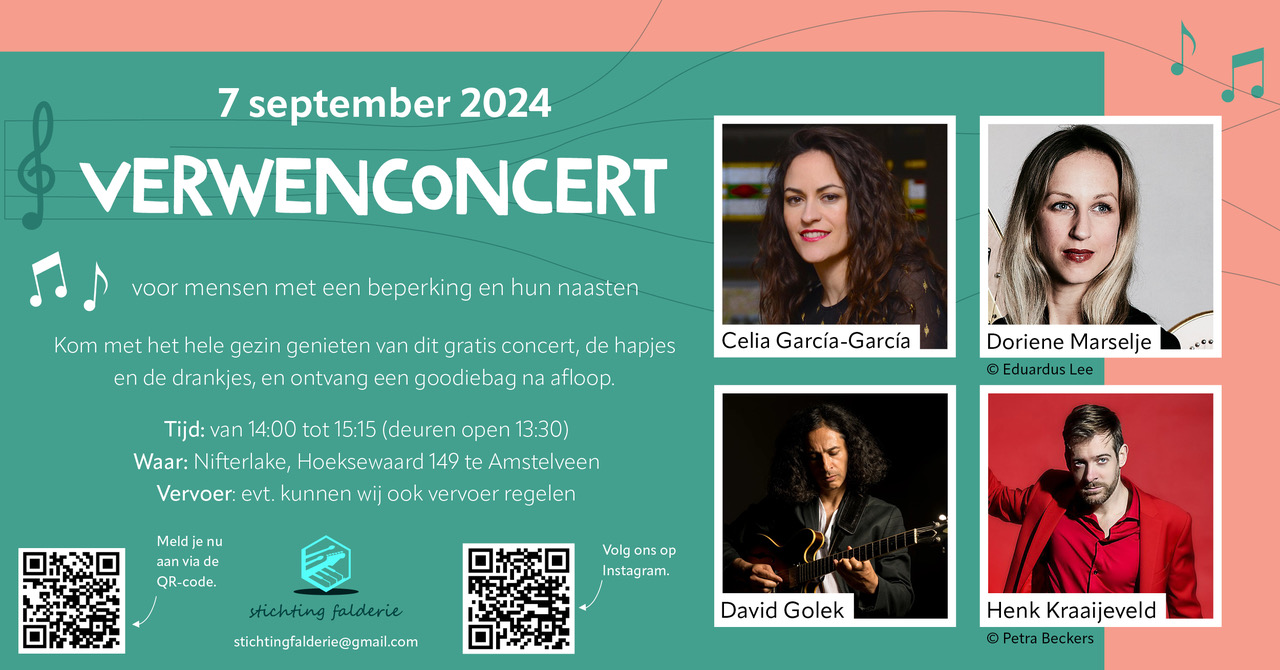 7 september 2024
VERWENCONCERT
voor mensen met een beperking en hun naasten
Kom met het hele gezin genieten van dit gratis concert, de hapjes
en de drankjes, en ontvang een goodiebag na afloop.
Tijd: van 14:00 tot 15:15 (deuren open 13:30)
Waar: Nifterlake, Hoeksewaard 149 te Amstelveen
Vervoer: evt. kunnen wij ook vervoer regelen
Meld je nu
aan via de
QR-code.
stichting falderie
stichtingfalderie@gmail.com
Volg ons op
Instagram.
Celia García-García
Doriene Marselje
© Eduardus Lee
David Golek
Henk Kraaijeveld
© Petra Beckers